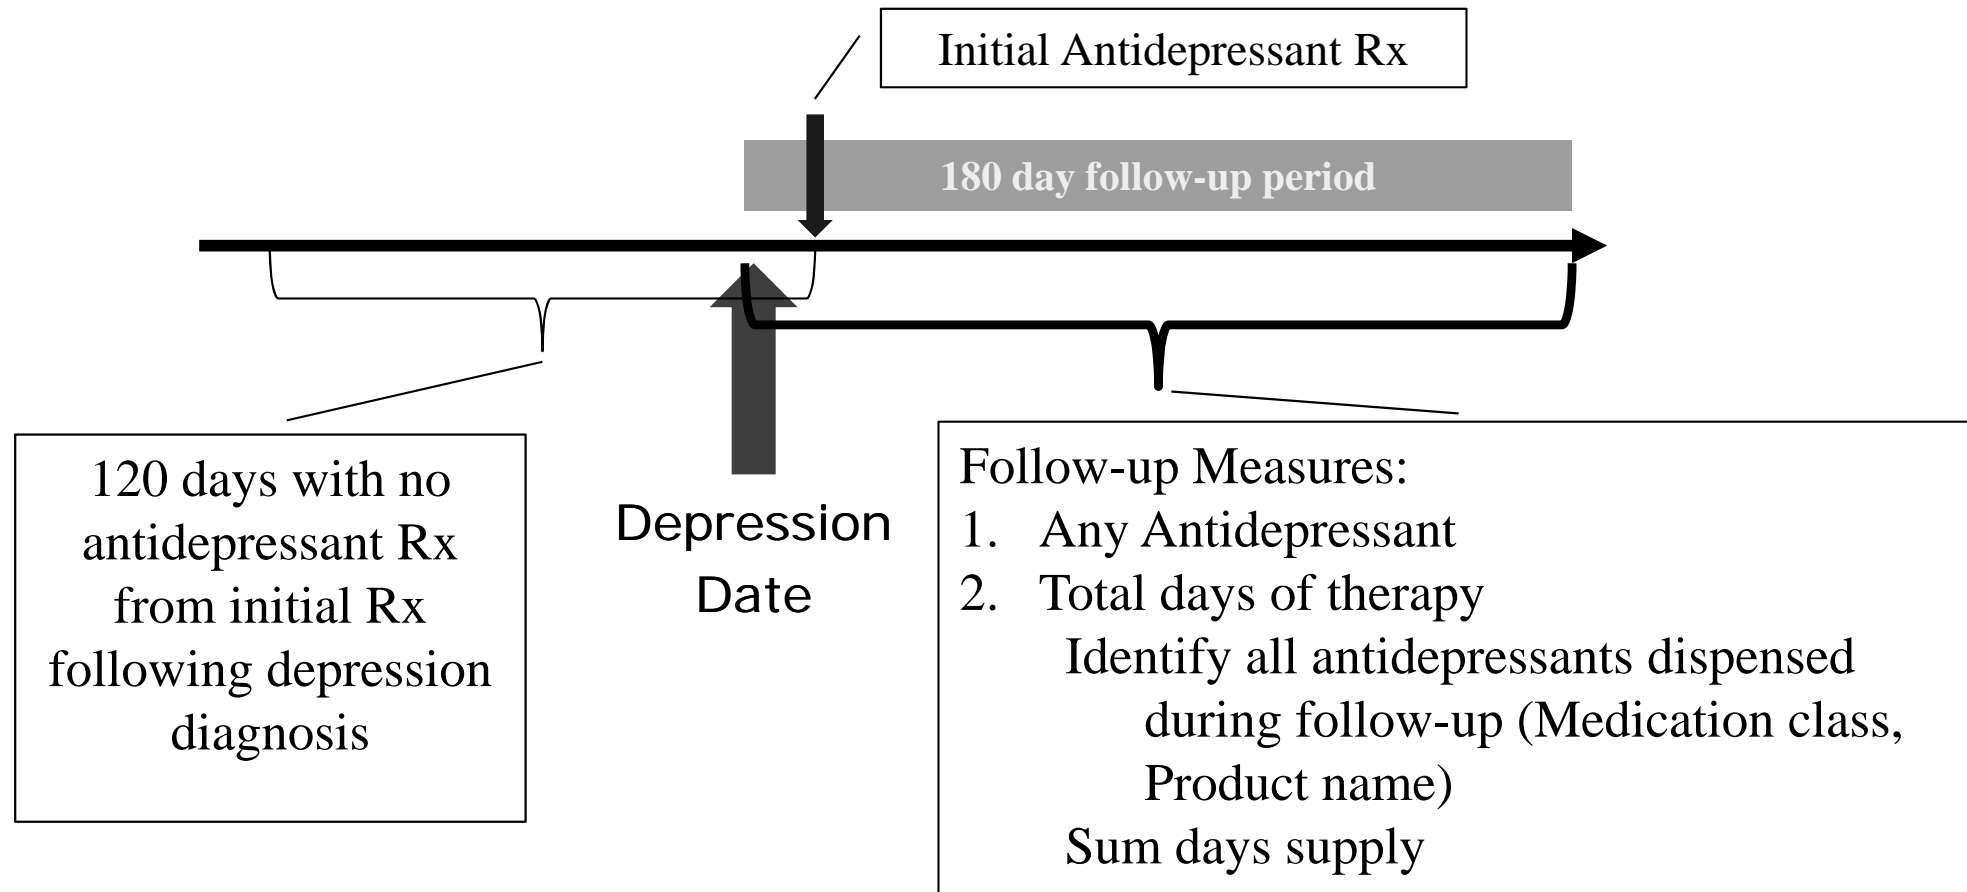 Initial Antidepressant Rx
180 day follow-up period
120 days with no
antidepressant Rx
from initial Rx
following depression
diagnosis
Depression
Date
Follow-up Measures:
1. Any Antidepressant
2. Total days of therapy
Identify all antidepressants dispensed
during follow-up (Medication class,
Product name)
Sum days supply